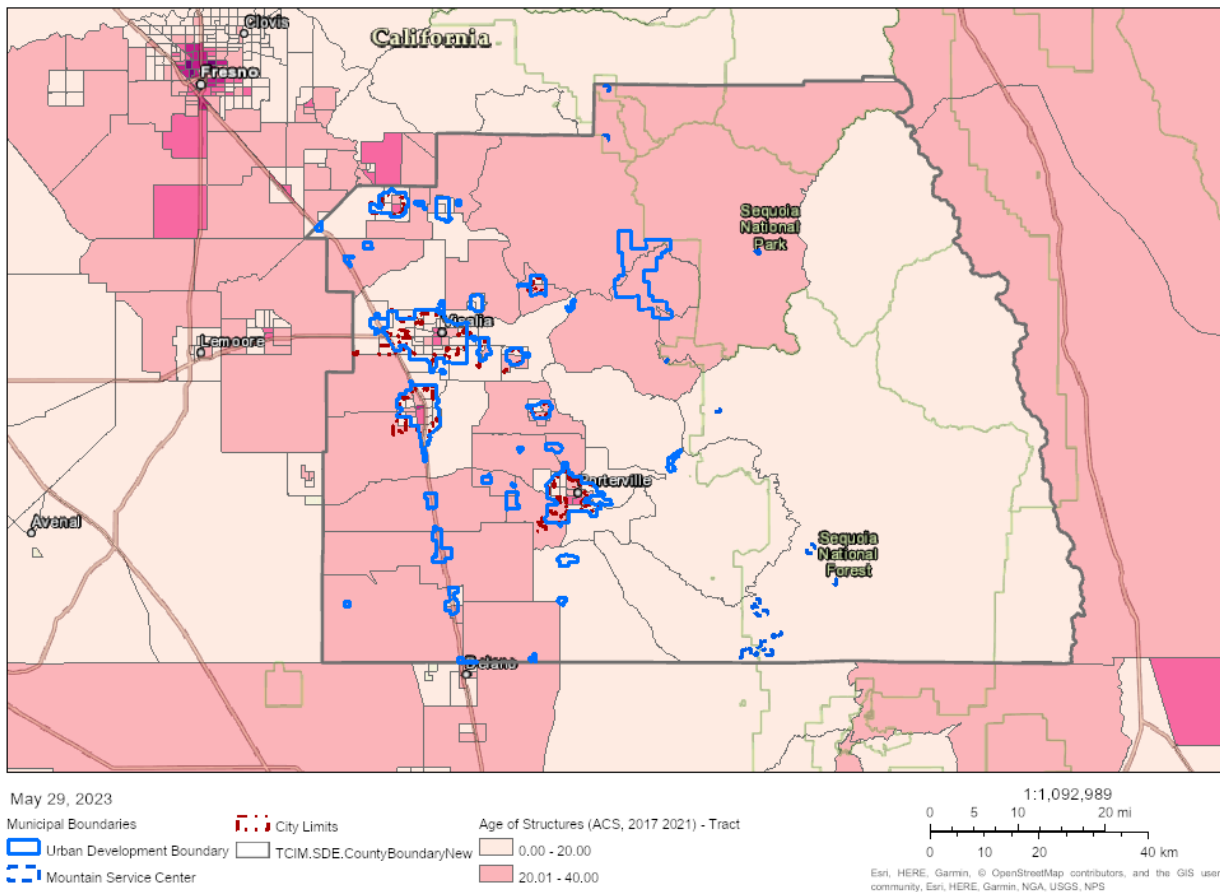 Clovis
California
Fresno
Sequoia
National
Park
Visalia
Lemoore
Porterville
Avenal
Sequoia
National
Forest
Delano
May 29, 2023
1:1,092,989
Municipal Boundaries
City Limits
Age of Structures (ACS, 2017 2021) - Tract
0 5 10 20 mi
Urban Development Boundary
TCIM.SDE.CountyBoundaryNew
0.00 - 20.00
0 10 20 40 km
Mountain Service Center
20.01 - 40.00
Esri, HERE, Garmin, © OpenStreetMap contributors, and the GIS user
community, Esri, HERE, Garmin, NGA, USGS, NPS